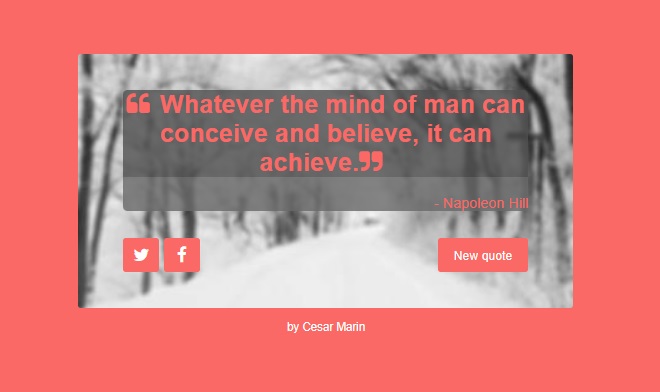 ❝ Whatever the mind of man can
conceive and believe, it can
achieve.❞
- Napoleon Hill
New quote
by Cesar Marin